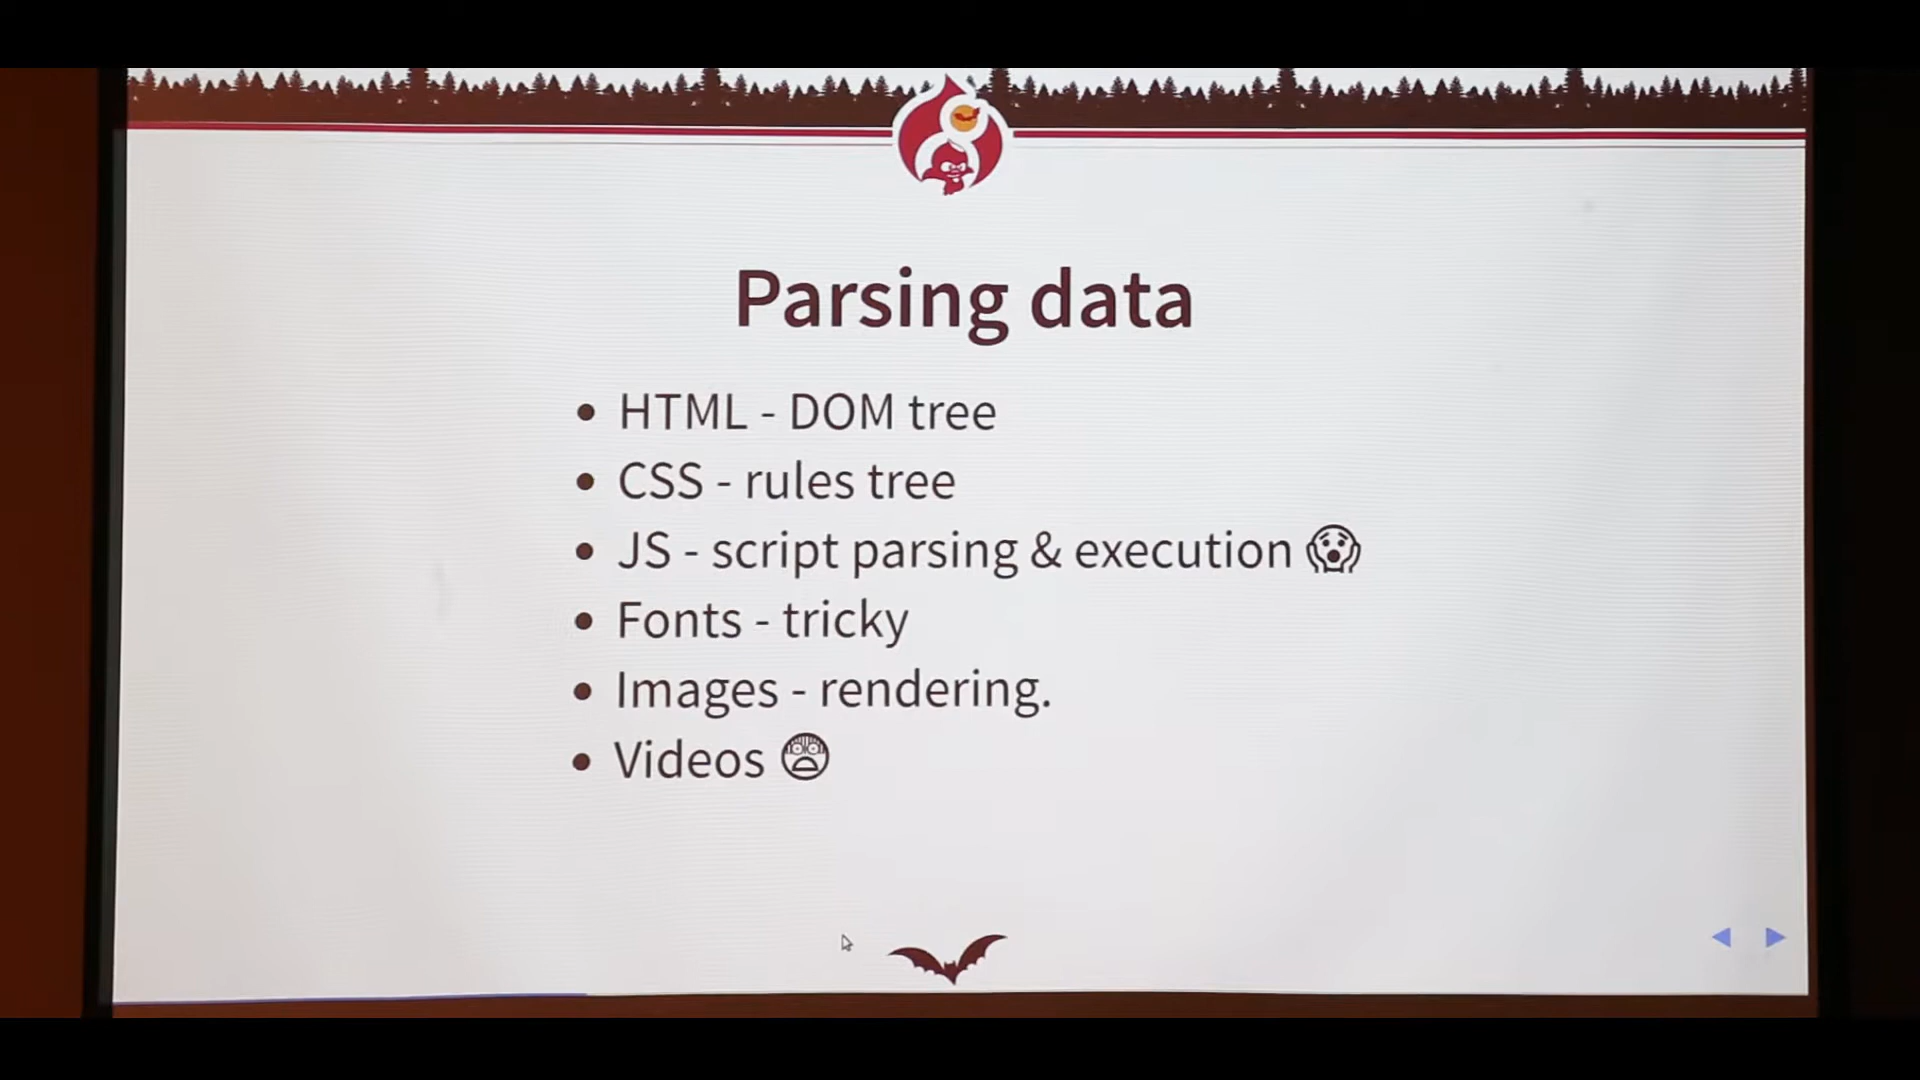 Parsing data
HTML - DOM tree
CSS - rules tree
JS - script parsing & execution 😱
Fonts - tricky
Images - rendering.
Videos 😨